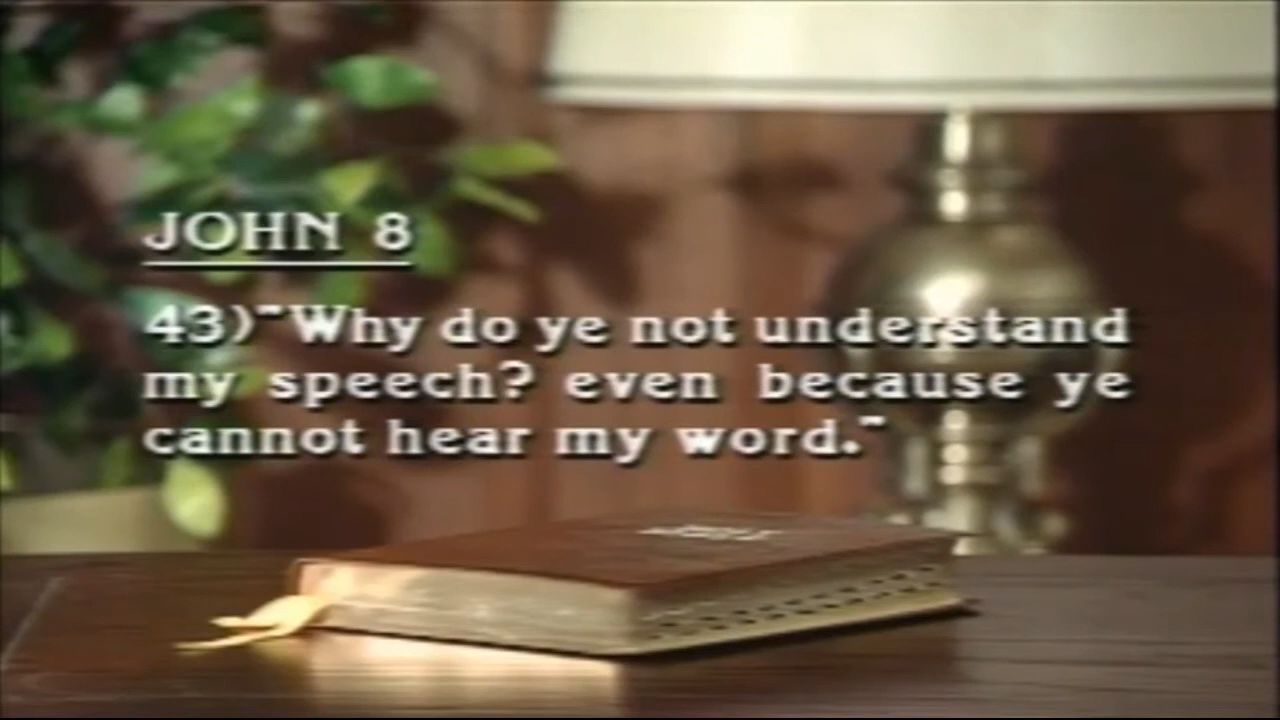 JOHN 8
43)"Why do ye not understand
my speech? even because ye
cannot hear my word."